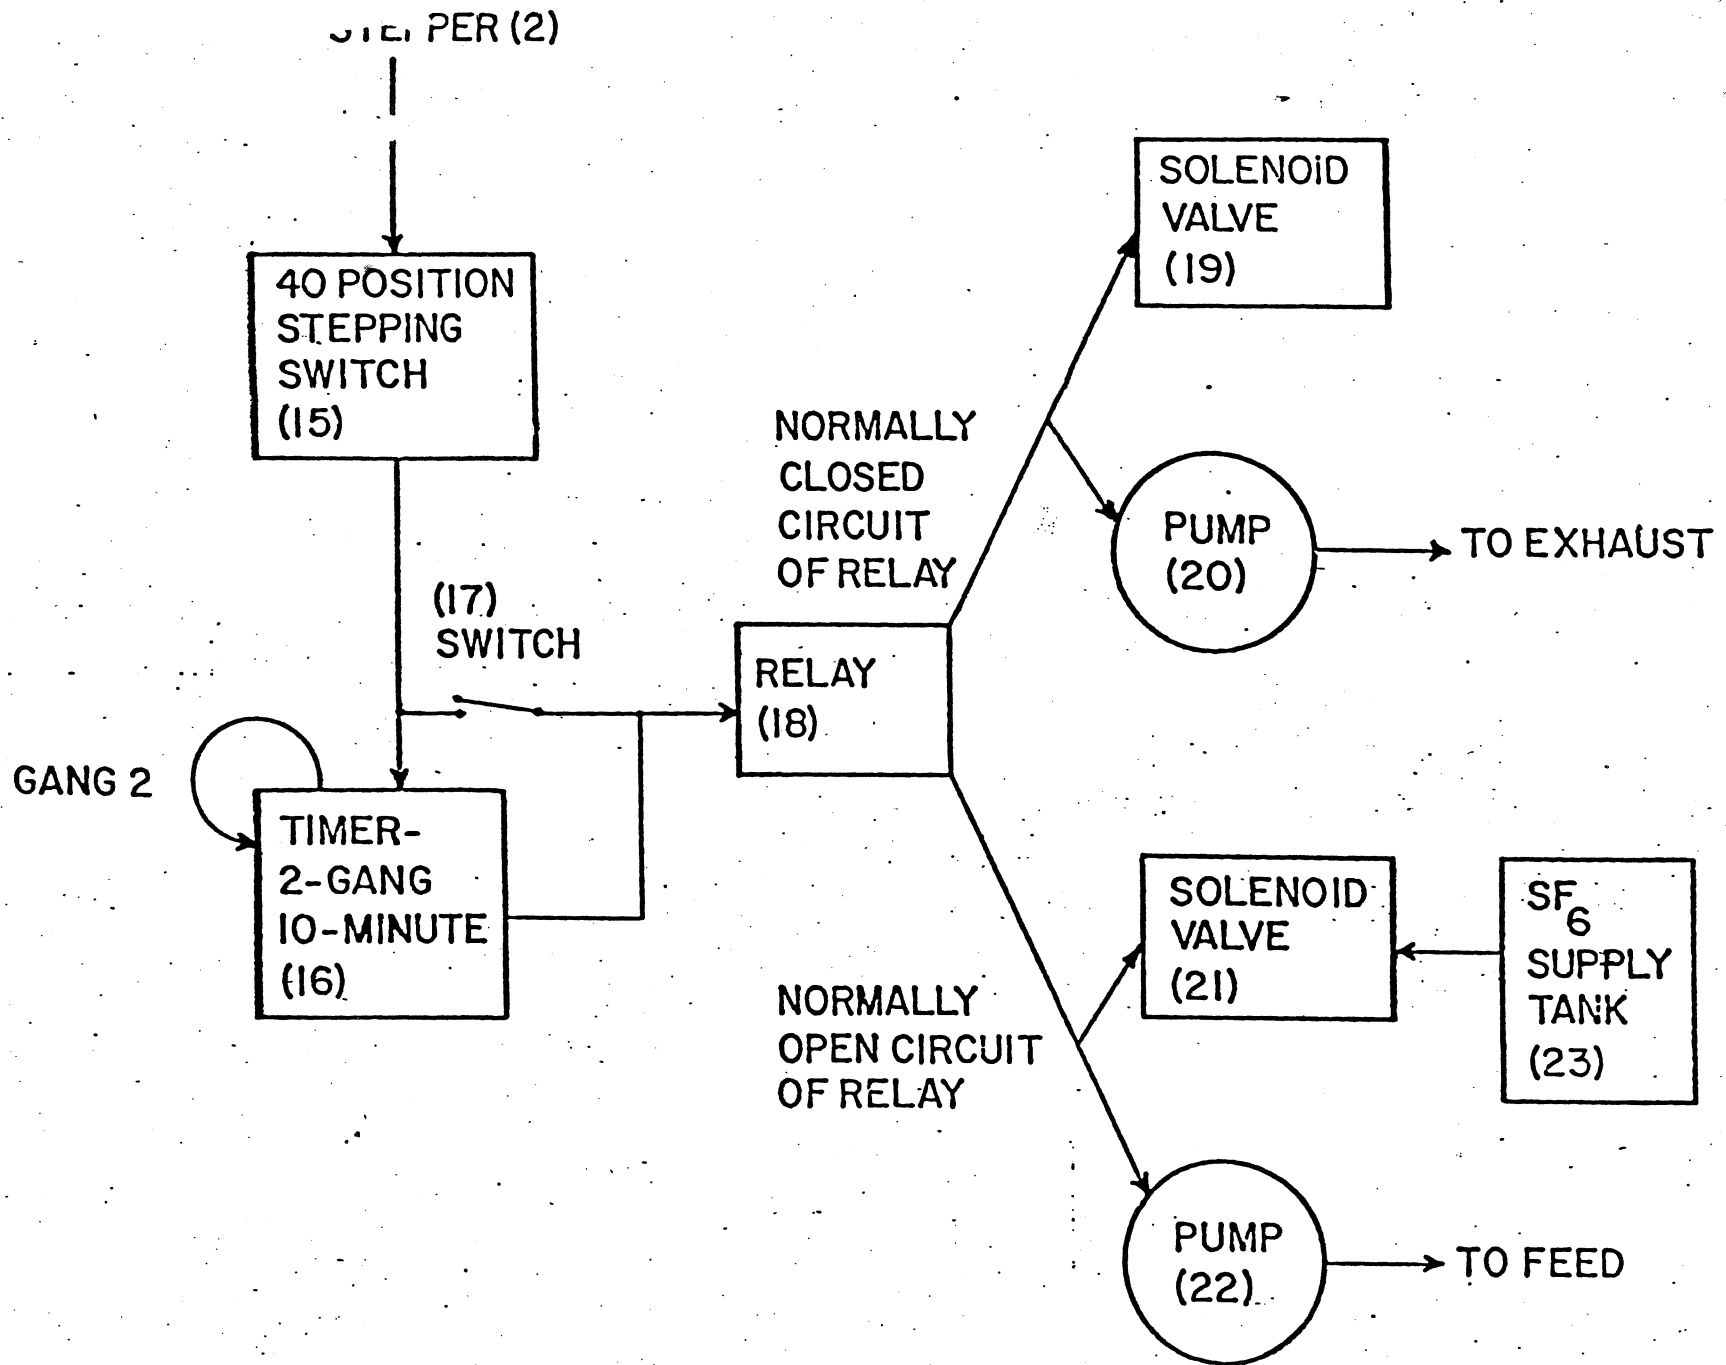 STEPPER (2)
40 POSITION
STEPPING
SWITCH
(15)
(17)
SWITCH
GANG 2
TIMER-
2-GANG
10-MINUTE
(16)
RELAY
(18)
NORMALLY
CLOSED
CIRCUIT
OF RELAY
SOLENOID
VALVE
(19)
PUMP
(20)
TO EXHAUST
NORMALLY
OPEN CIRCUIT
OF RELAY
SOLENOID
VALVE
(21)
SF6
SUPPLY
TANK
(23)
PUMP
(22)
TO FEED